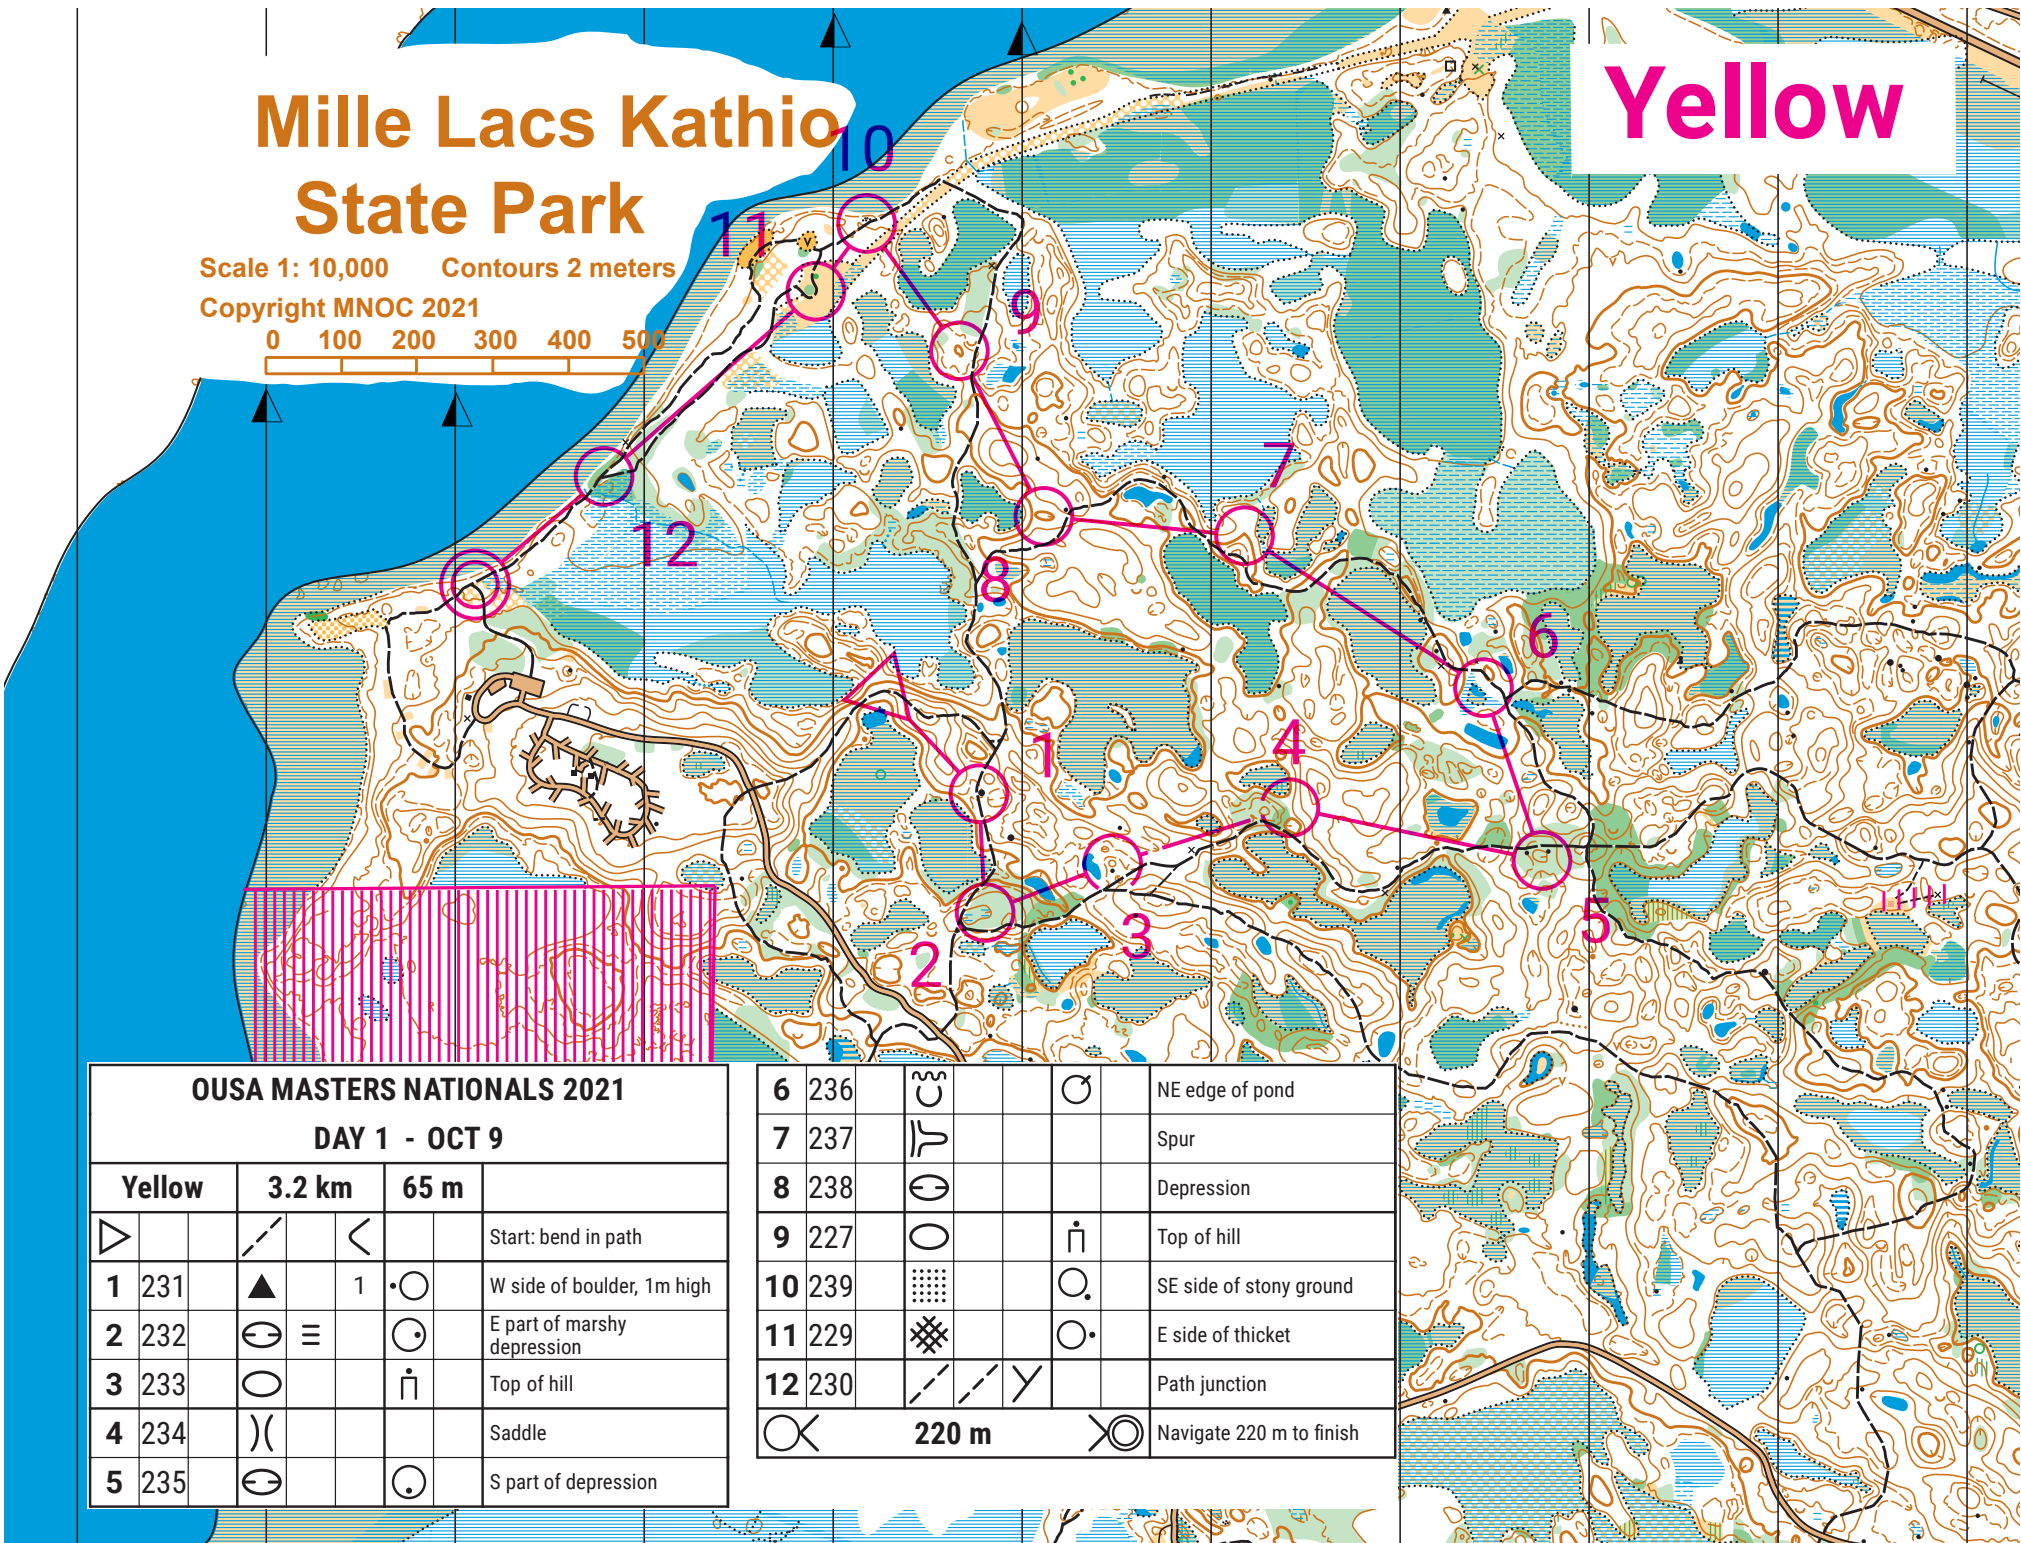 Mille Lacs Kathio
State Park
Scale 1: 10,000 Contours 2 meters
Copyright MNOC 2021
0 100 200 300 400 500
Yellow
10
11
9
7
12
8
6
1
4
2
3
5
OUSA MASTERS NATIONALS 2021
DAY 1 - OCT 9
Yellow 3.2 km 65 m
Start: bend in path
1 231 1 W side of boulder, 1m high
2 232 E part of marshy
depression
3 233 Top of hill
4 234 Saddle
5 235 S part of depression
6 236 NE edge of pond
7 237 Spur
8 238 Depression
9 227 Top of hill
10 239 SE side of stony ground
11 229 E side of thicket
12 230 Path junction
220 m Navigate 220 m to finish